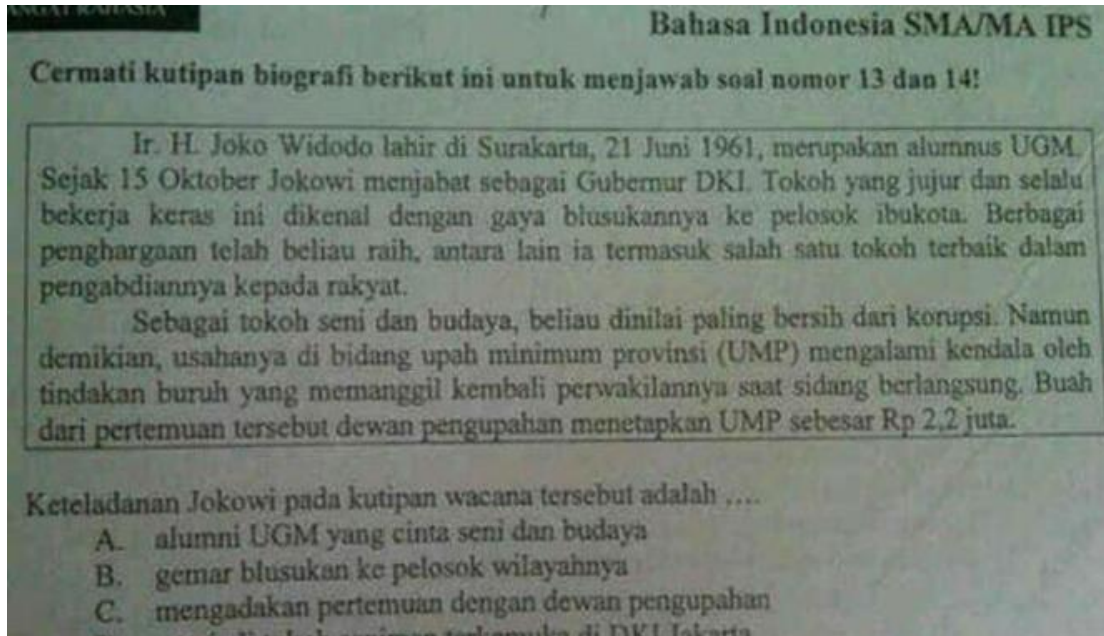 Bahasa Indonesia SMA/MA IPS
Cermati kutipan biografi berikut ini untuk menjawab soal nomor 13 dan 14!
Ir. H. Joko Widodo lahir di Surakarta, 21 Juni 1961, merupakan alumnus UGM.
Sejak 15 Oktober Jokowi menjabat sebagai Gubernur DKI. Tokoh yang jujur dan selalu
bekerja keras ini dikenal dengan gaya blusukannya ke pelosok ibukota. Berbagai
penghargaan telah beliau raih, antara lain ia termasuk salah satu tokoh terbaik dalam
pengabdiannya kepada rakyat.
Sebagai tokoh seni dan budaya, beliau dinilai paling bersih dari korupsi. Namun
demikian, usahanya di bidang upah minimum provinsi (UMP) mengalami kendala oleh
tindakan buruh yang memanggil kembali perwakilannya saat sidang berlangsung. Buah
dari pertemuan tersebut dewan pengupahan menetapkan UMP sebesar Rp 2,2 juta.
Keteladanan Jokowi pada kutipan wacana tersebut adalah ....
A. alumni UGM yang cinta seni dan budaya
B. gemar blusukan ke pelosok wilayahnya
C. mengadakan pertemuan dengan dewan pengupahan
di DKI Jakarta